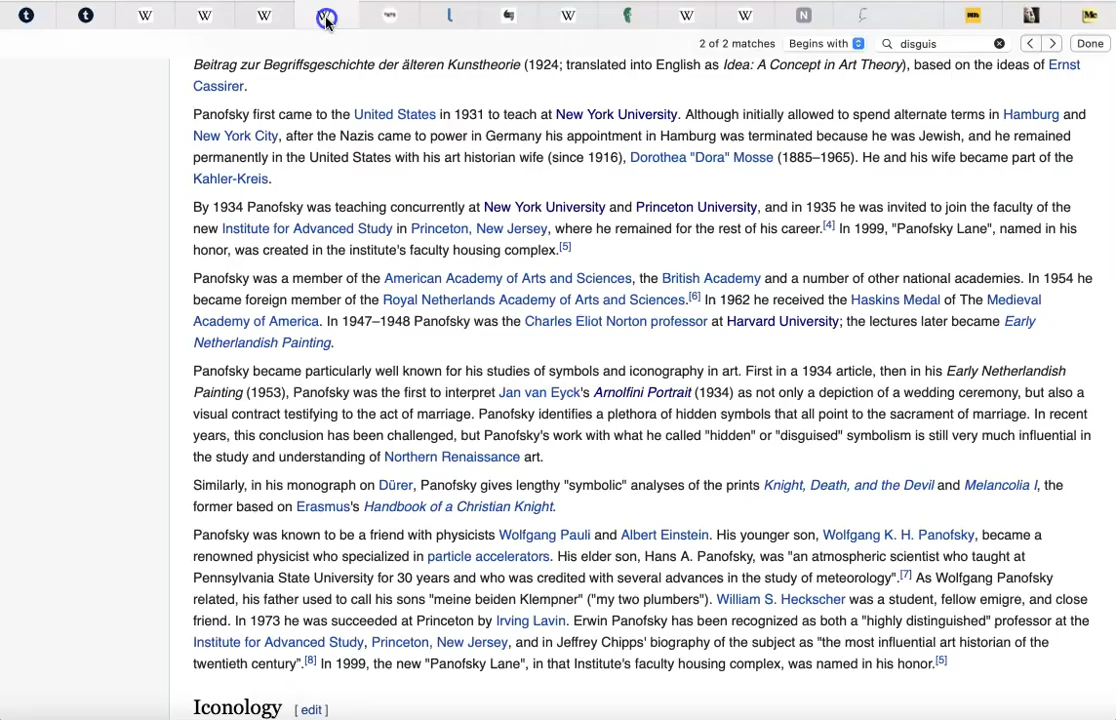 2 of 2 matches Begins with disguis Done
Beitrag zur Begriffsgeschichte der älteren Kunsttheorie (1924; translated into English as Idea: A Concept in Art Theory), based on the ideas of Ernst
Cassirer.
Panofsky first came to the United States in 1931 to teach at New York University. Although initially allowed to spend alternate terms in Hamburg and
New York City, after the Nazis came to power in Germany his appointment in Hamburg was terminated because he was Jewish, and he remained
permanently in the United States with his art historian wife (since 1916), Dorothea "Dora" Mosse (1885–1965). He and his wife became part of the
Kahler-Kreis.
By 1934 Panofsky was teaching concurrently at New York University and Princeton University, and in 1935 he was invited to join the faculty of the
new Institute for Advanced Study in Princeton, New Jersey, where he remained for the rest of his career.[4] In 1999, "Panofsky Lane", named in his
honor, was created in the institute's faculty housing complex.[5]
Panofsky was a member of the American Academy of Arts and Sciences, the British Academy and a number of other national academies. In 1954 he
became foreign member of the Royal Netherlands Academy of Arts and Sciences.[6] In 1962 he received the Haskins Medal of The Medieval
Academy of America. In 1947–1948 Panofsky was the Charles Eliot Norton professor at Harvard University; the lectures later became Early
Netherlandish Painting.
Panofsky became particularly well known for his studies of symbols and iconography in art. First in a 1934 article, then in his Early Netherlandish
Painting (1953), Panofsky was the first to interpret Jan van Eyck's Arnolfini Portrait (1934) as not only a depiction of a wedding ceremony, but also a
visual contract testifying to the act of marriage. Panofsky identifies a plethora of hidden symbols that all point to the sacrament of marriage. In recent
years, this conclusion has been challenged, but Panofsky's work with what he called "hidden" or "disguised" symbolism is still very much influential in
the study and understanding of Northern Renaissance art.
Similarly, in his monograph on Dürer, Panofsky gives lengthy "symbolic" analyses of the prints Knight, Death, and the Devil and Melancolia I, the
former based on Erasmus's Handbook of a Christian Knight.
Panofsky was known to be a friend with physicists Wolfgang Pauli and Albert Einstein. His younger son, Wolfgang K. H. Panofsky, became a
renowned physicist who specialized in particle accelerators. His elder son, Hans A. Panofsky, was "an atmospheric scientist who taught at
Pennsylvania State University for 30 years and who was credited with several advances in the study of meteorology".[7] As Wolfgang Panofsky
related, his father used to call his sons "meine beiden Klempner" ("my two plumbers"). William S. Heckscher was a student, fellow emigre, and close
friend. In 1973 he was succeeded at Princeton by Irving Lavin. Erwin Panofsky has been recognized as both a "highly distinguished" professor at the
Institute for Advanced Study, Princeton, New Jersey, and in Jeffrey Chipps' biography of the subject as "the most influential art historian of the
twentieth century".[8] In 1999, the new "Panofsky Lane", in that Institute's faculty housing complex, was named in his honor.[5]
Iconology [ edit ]